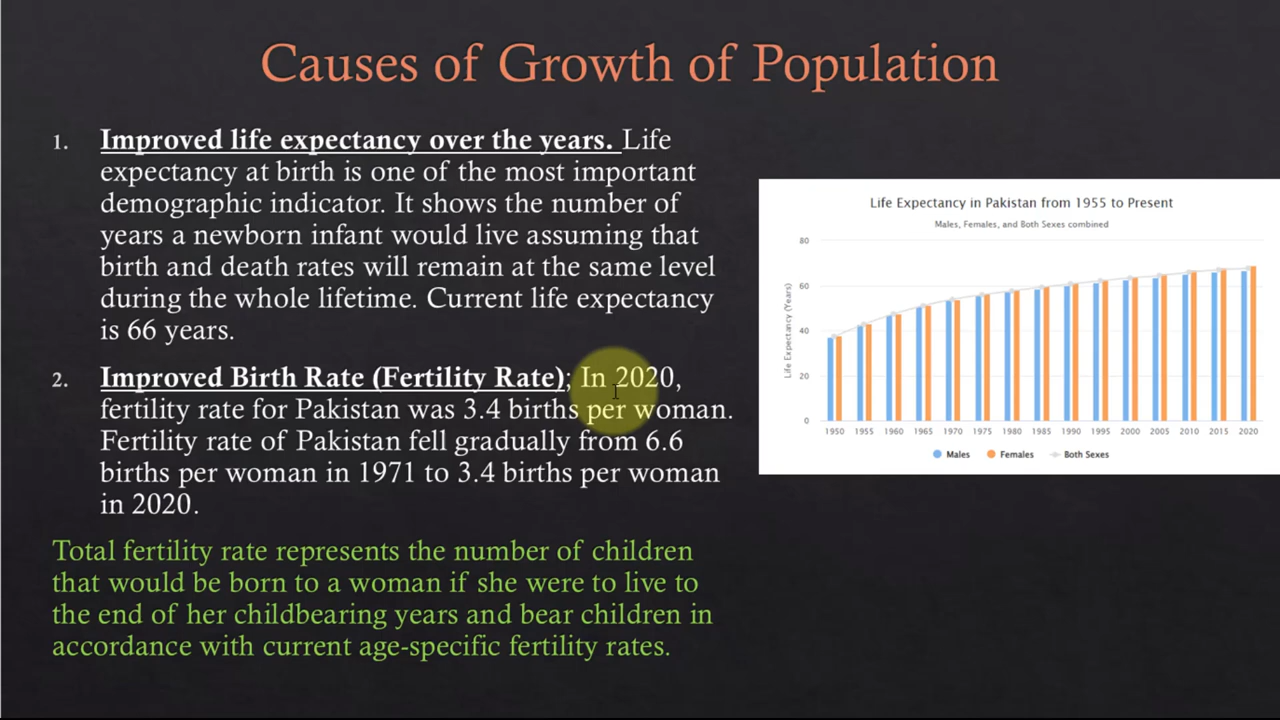 Causes of Growth of Population
1. Improved life expectancy over the years. Life
expectancy at birth is one of the most important
demographic indicator. It shows the number of
years a newborn infant would live assuming that
birth and death rates will remain at the same level
during the whole lifetime. Current life expectancy
is 66 years.
2. Improved Birth Rate (Fertility Rate); In 2020,
fertility rate for Pakistan was 3.4 births per woman.
Fertility rate of Pakistan fell gradually from 6.6
births per woman in 1971 to 3.4 births per woman
in 2020.
Total fertility rate represents the number of children
that would be born to a woman if she were to live to
the end of her childbearing years and bear children in
accordance with current age-specific fertility rates.
Life Expectancy in Pakistan from 1955 to Present
Males, Females, and Both Sexes combined
Life Expectancy (Years)
80
60
40
20
0
1950 1955 1960 1965 1970 1975 1980 1985 1990 1995 2000 2005 2010 2015 2020
Males Females Both Sexes